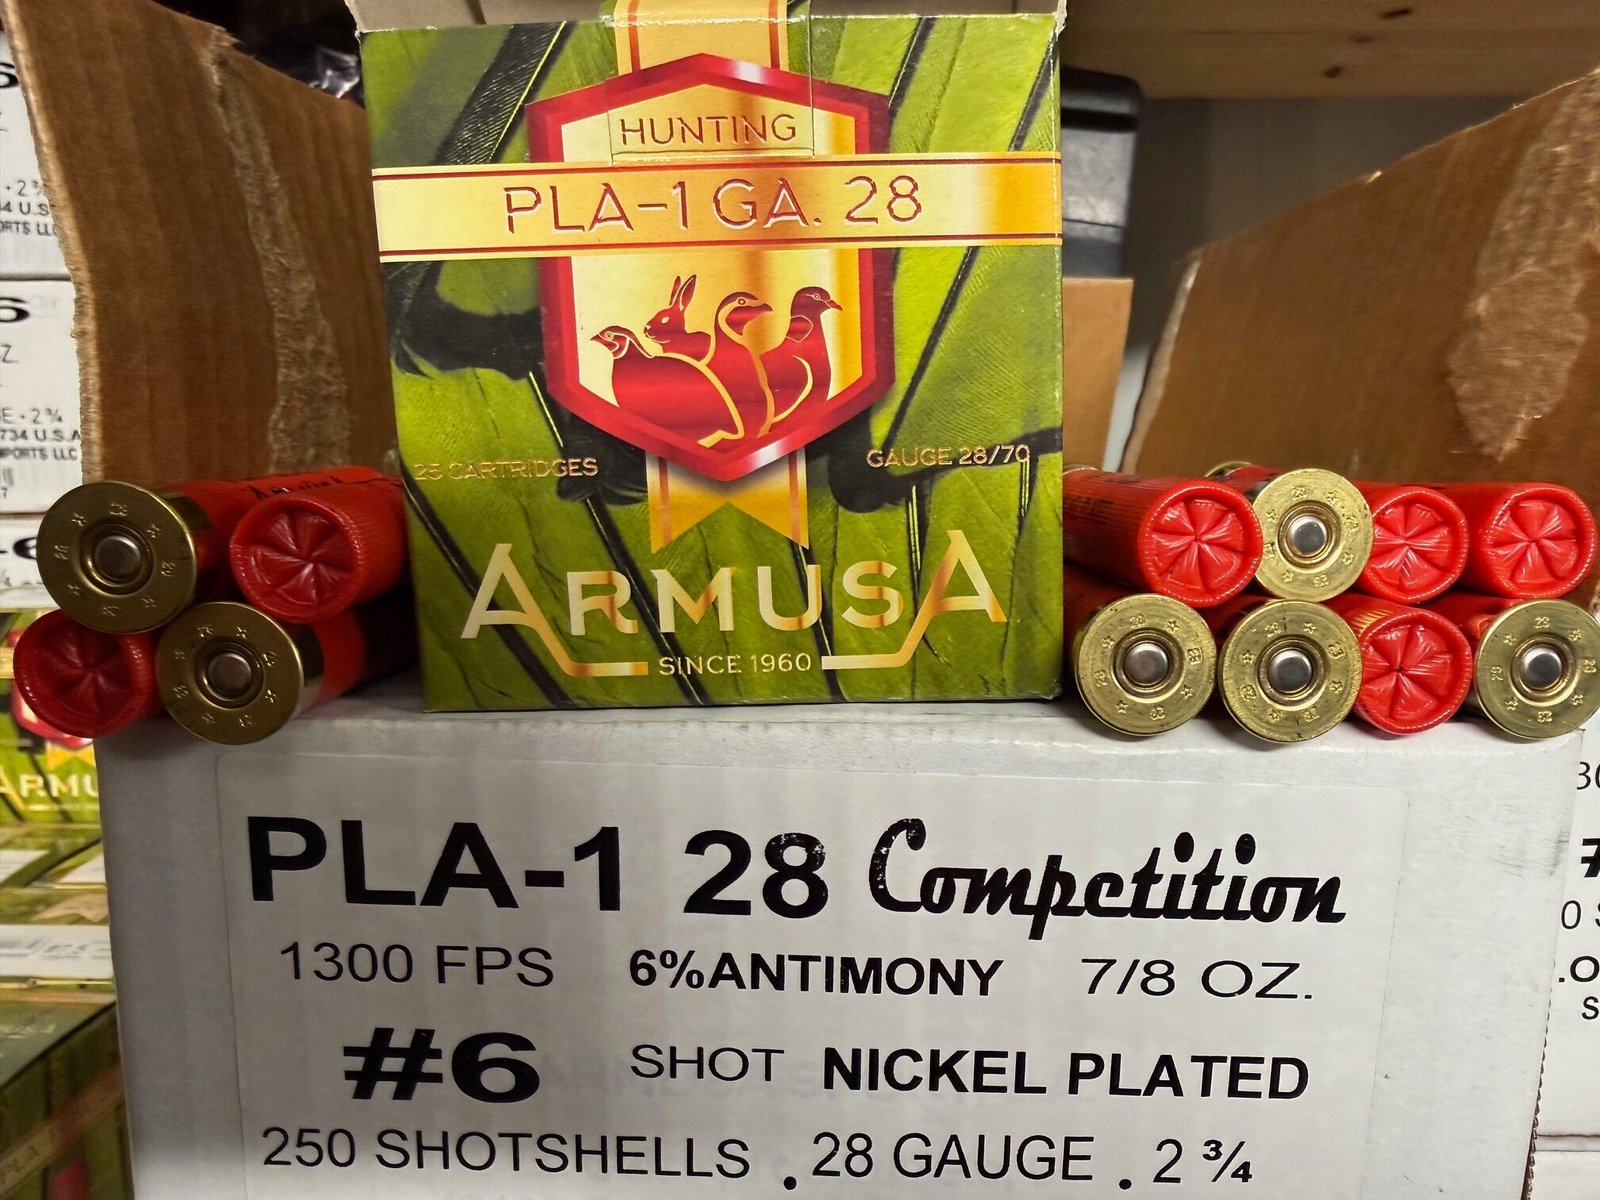 HUNTING
PLA-1 GA. 28
25 CARTRIDGES
GAUGE 28/70
ARMUSA
SINCE 1960
PLA-1 28 Competition
1300 FPS 6%ANTIMONY 7/8 OZ.
#6 SHOT NICKEL PLATED
250 SHOTSHELLS . 28 GAUGE . 2 ¾